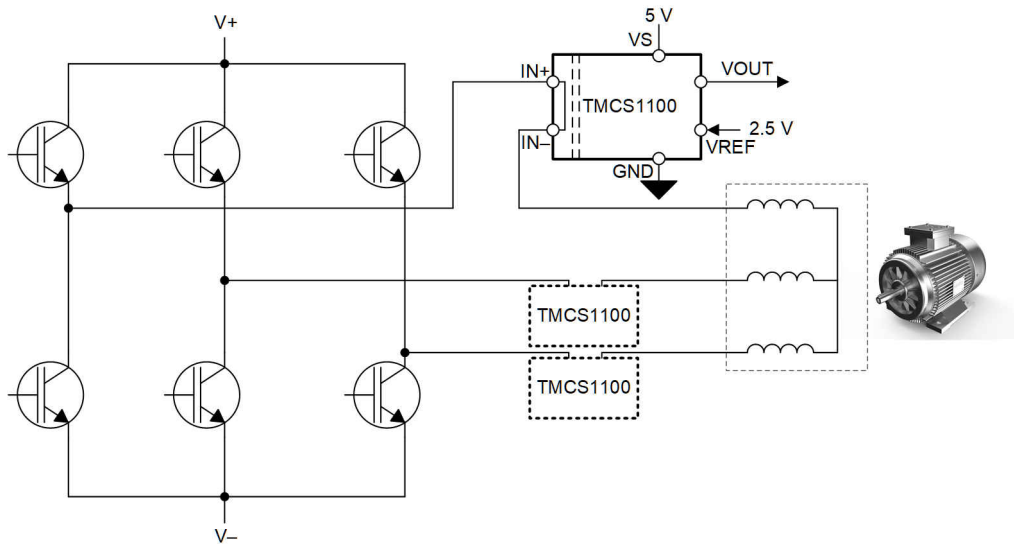 V+
5 V
VS
IN+
VOUT
TMCS1100
2.5 V
IN–
VREF
GND
TMCS1100
TMCS1100
V–